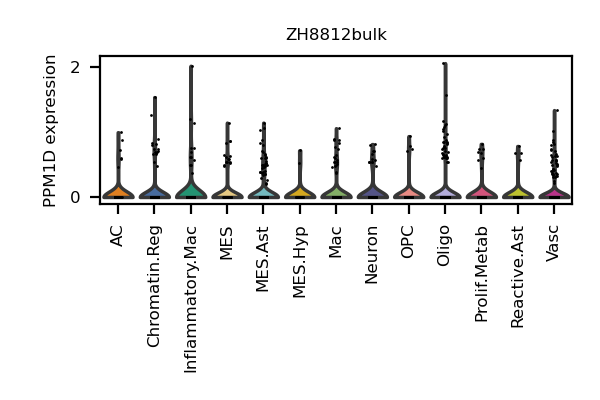 ZH8812bulk
PPM1D expression
2
0
AC
Chromatin.Reg
Inflammatory.Mac
MES
MES.Ast
MES.Hyp
Mac
Neuron
OPC
Oligo
Prolif.Metab
Reactive.Ast
Vasc